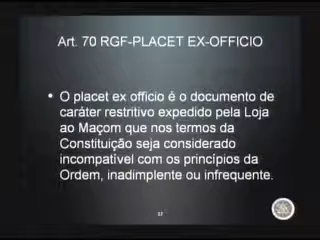 Art. 70 RGF-PLACET EX-OFFICIO
• O placet ex officio é o documento de
caráter restritivo expedido pela Loja
ao Maçom que nos termos da
Constituição seja considerado
incompatível com os princípios da
Ordem, inadimplente ou infrequente.
37